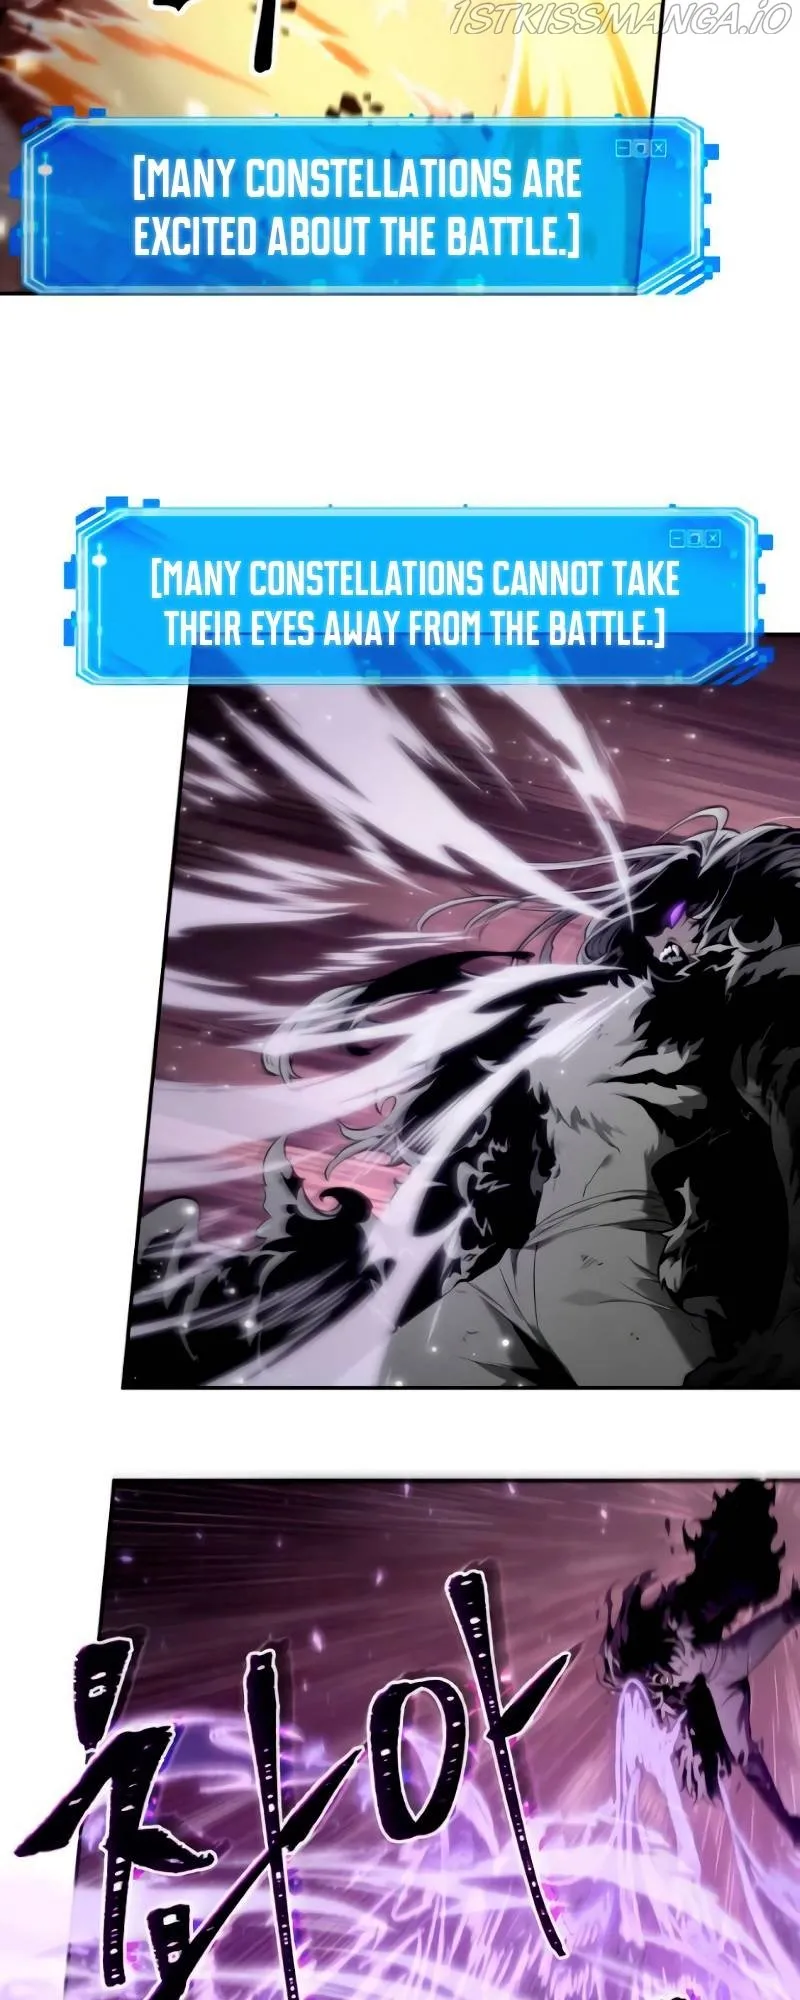 1STKISSMANGA.IO
[MANY CONSTELLATIONS ARE
EXCITED ABOUT THE BATTLE.]
[MANY CONSTELLATIONS CANNOT TAKE
THEIR EYES AWAY FROM THE BATTLE.]
촤아